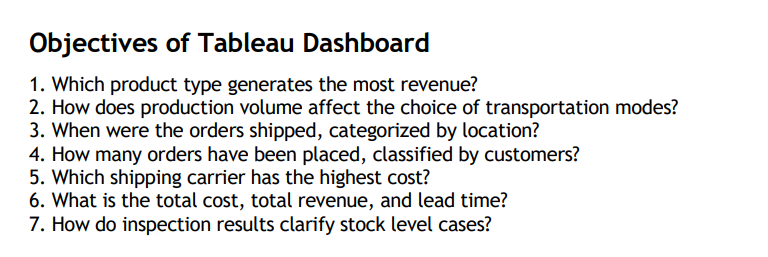 Objectives of Tableau Dashboard
1. Which product type generates the most revenue?
2. How does production volume affect the choice of transportation modes?
3. When were the orders shipped, categorized by location?
4. How many orders have been placed, classified by customers?
5. Which shipping carrier has the highest cost?
6. What is the total cost, total revenue, and lead time?
7. How do inspection results clarify stock level cases?